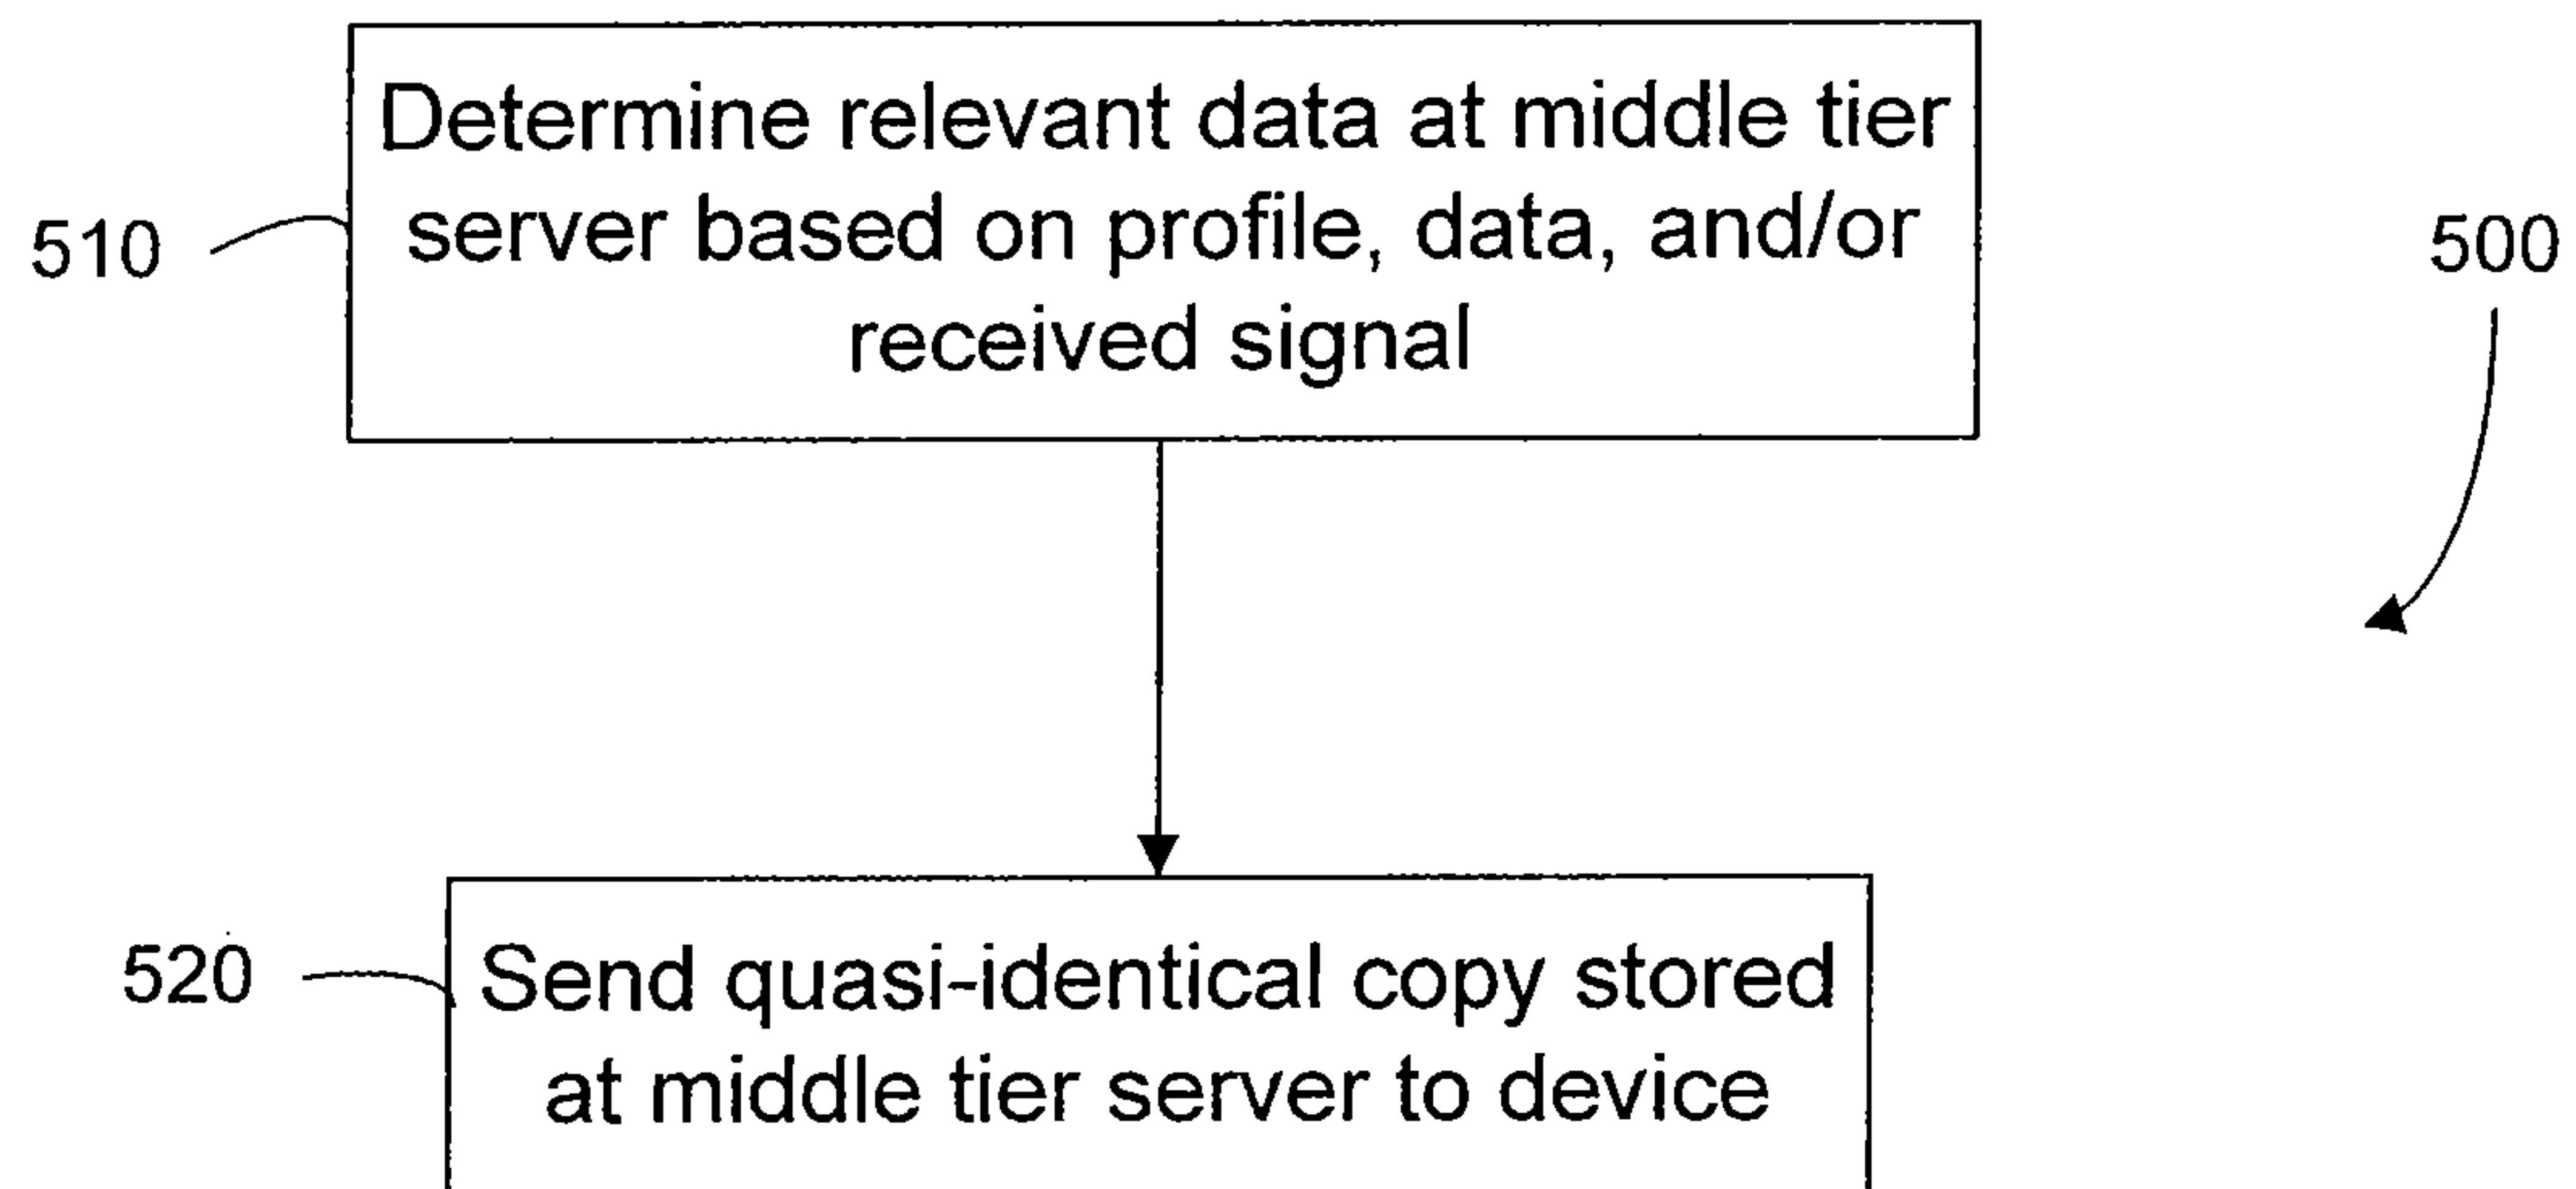 Determine relevant data at middle tier
server based on profile, data, and/or
received signal
510
500
520
Send quasi-identical copy stored
at middle tier server to device